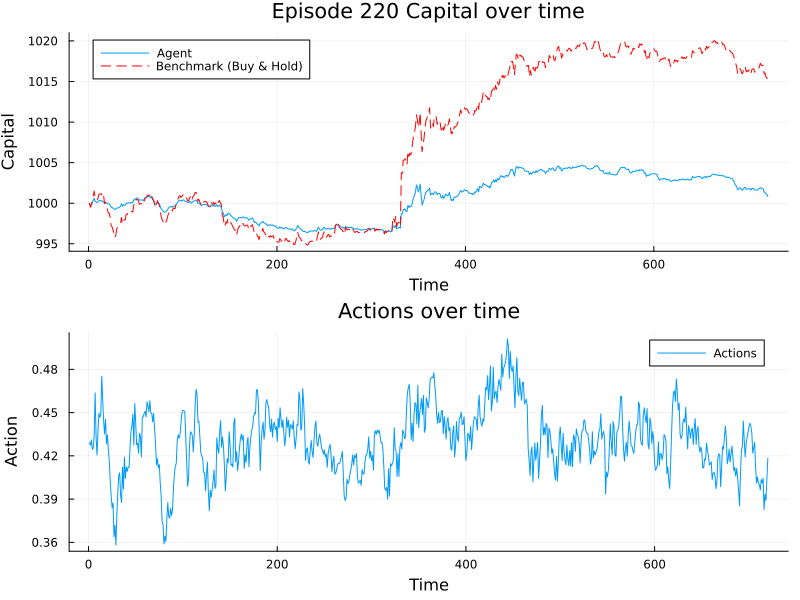 Episode 220 Capital over time
Agent
Benchmark (Buy & Hold)
Capital
1020
1015
1010
1005
1000
995
0 200 400 600
Time
Actions over time
Actions
Action
0.48
0.45
0.42
0.39
0.36
0 200 400 600
Time